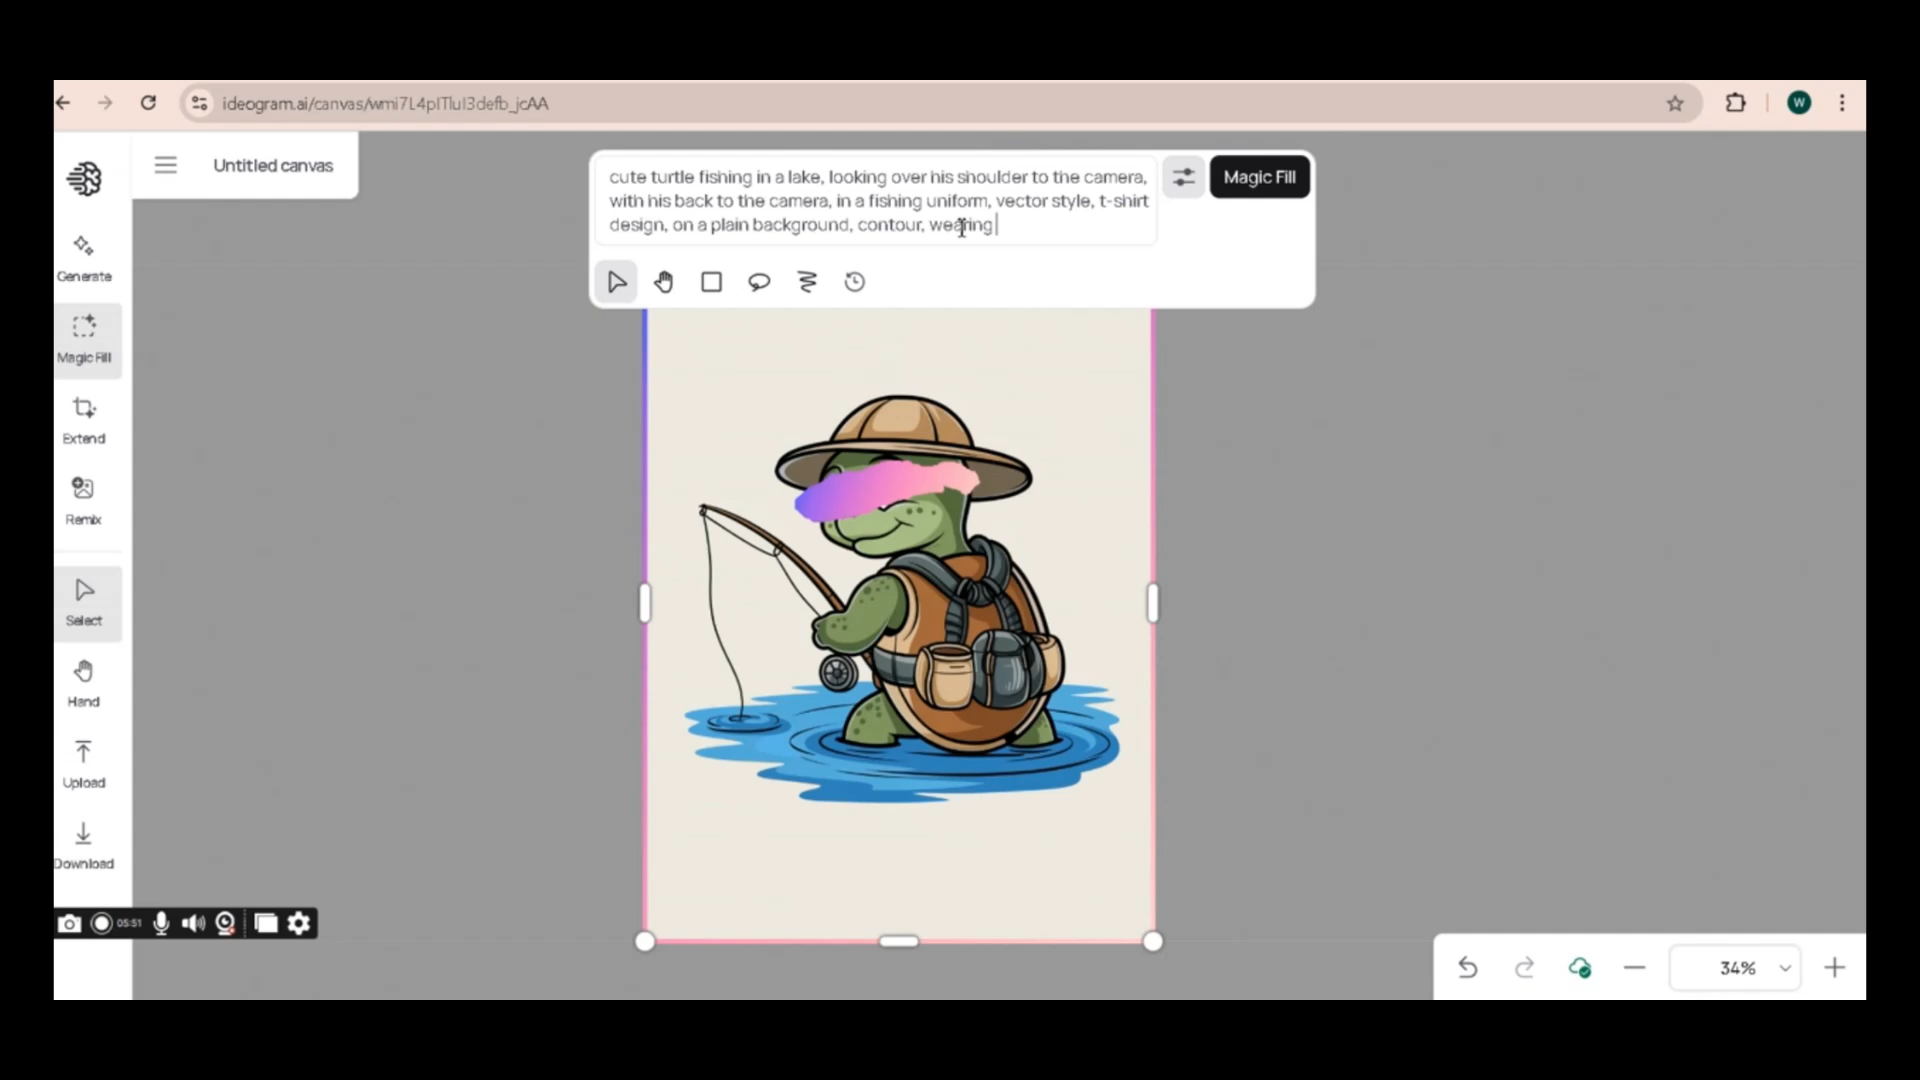 ideogram.ai/canvas/wmi7L4pITluI3defb_jcAA
W
Untitled canvas
cute turtle fishing in a lake, looking over his shoulder to the camera,
with his back to the camera, in a fishing uniform, vector style, t-shirt
design, on a plain background, contour, wearing
Magic Fill
Generate
Magic Fill
Extend
Remix
Select
Hand
Upload
Download
05:51
34%